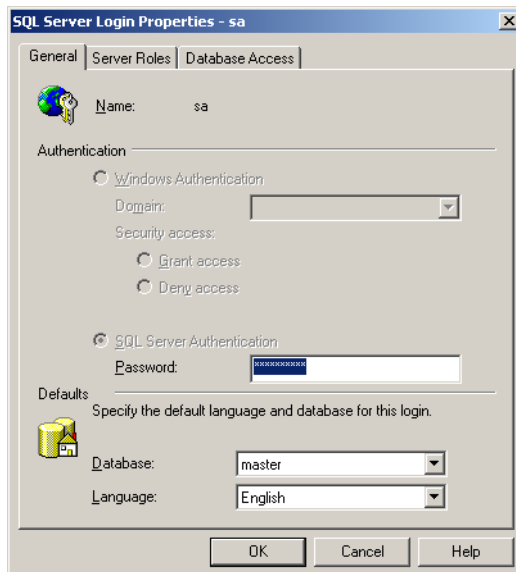 SQL Server Login Properties - sa
General Server Roles Database Access
Name: sa
Authentication
Windows Authentication
Domain:
Security access:
Grant access
Deny access
SQL Server Authentication
Password: **********
Defaults
Specify the default language and database for this login.
Database: master
Language: English
OK Cancel Help